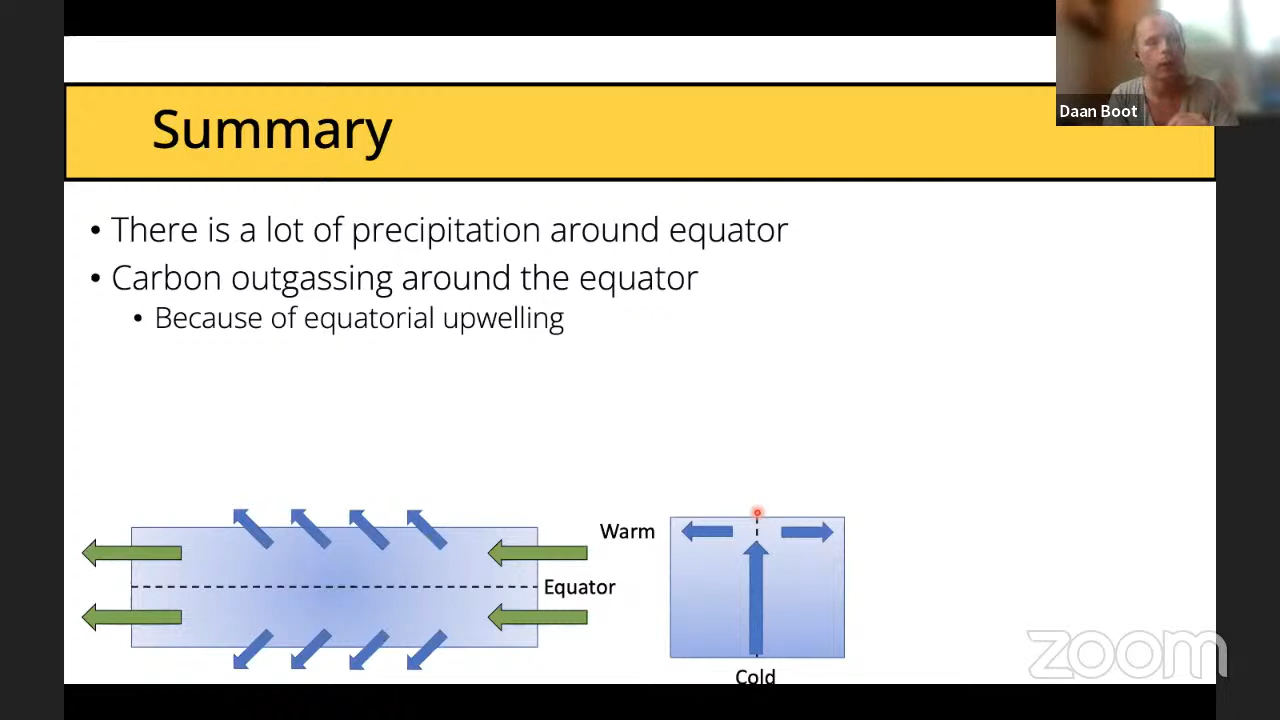 Daan Boot
Summary
• There is a lot of precipitation around equator
• Carbon outgassing around the equator
• Because of equatorial upwelling
Warm
Equator
Cold
zoom